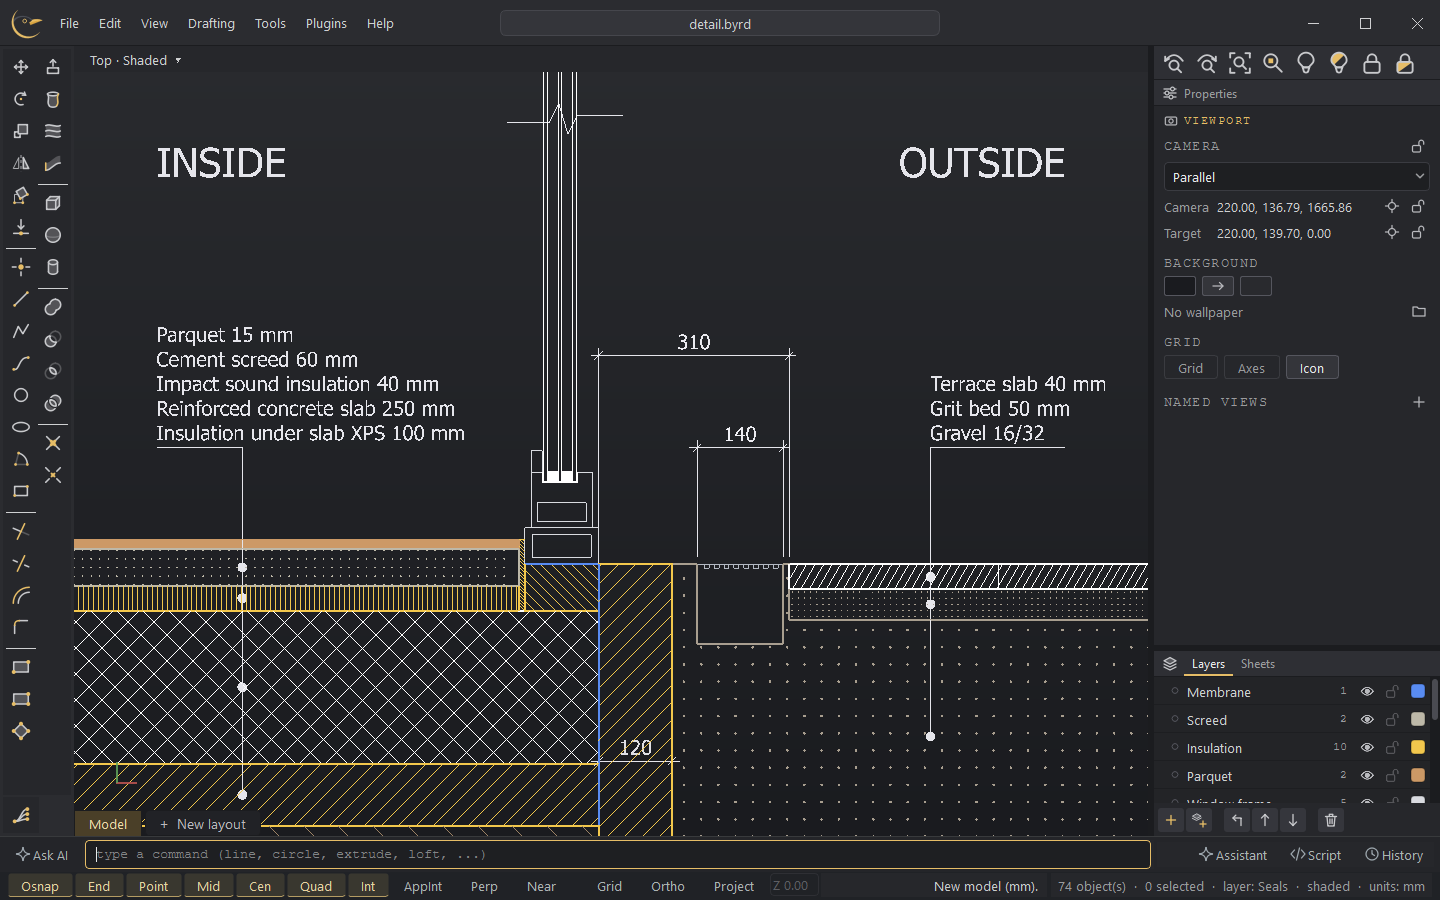 File Edit View Drafting Tools Plugins Help
detail.byrd
Top · Shaded
INSIDE
OUTSIDE
Parquet 15 mm
Cement screed 60 mm
Impact sound insulation 40 mm
Reinforced concrete slab 250 mm
Insulation under slab XPS 100 mm
310
140
Terrace slab 40 mm
Grit bed 50 mm
Gravel 16/32
120
Model
+ New layout
Properties
VIEWPORT
CAMERA
Parallel
Camera 220.00, 136.79, 1665.86
Target 220.00, 139.70, 0.00
BACKGROUND
No wallpaper
GRID
Grid Axes Icon
NAMED VIEWS
Layers Sheets
Membrane 1
Screed 2
Insulation 10
Parquet 2
Ask AI
type a command (line, circle, extrude, loft, ...)
Assistant Script History
Osnap End Point Mid Cen Quad Int AppInt Perp Near Grid Ortho Project Z 0.00
New model (mm). 74 object(s) · 0 selected · layer: Seals · shaded · units: mm